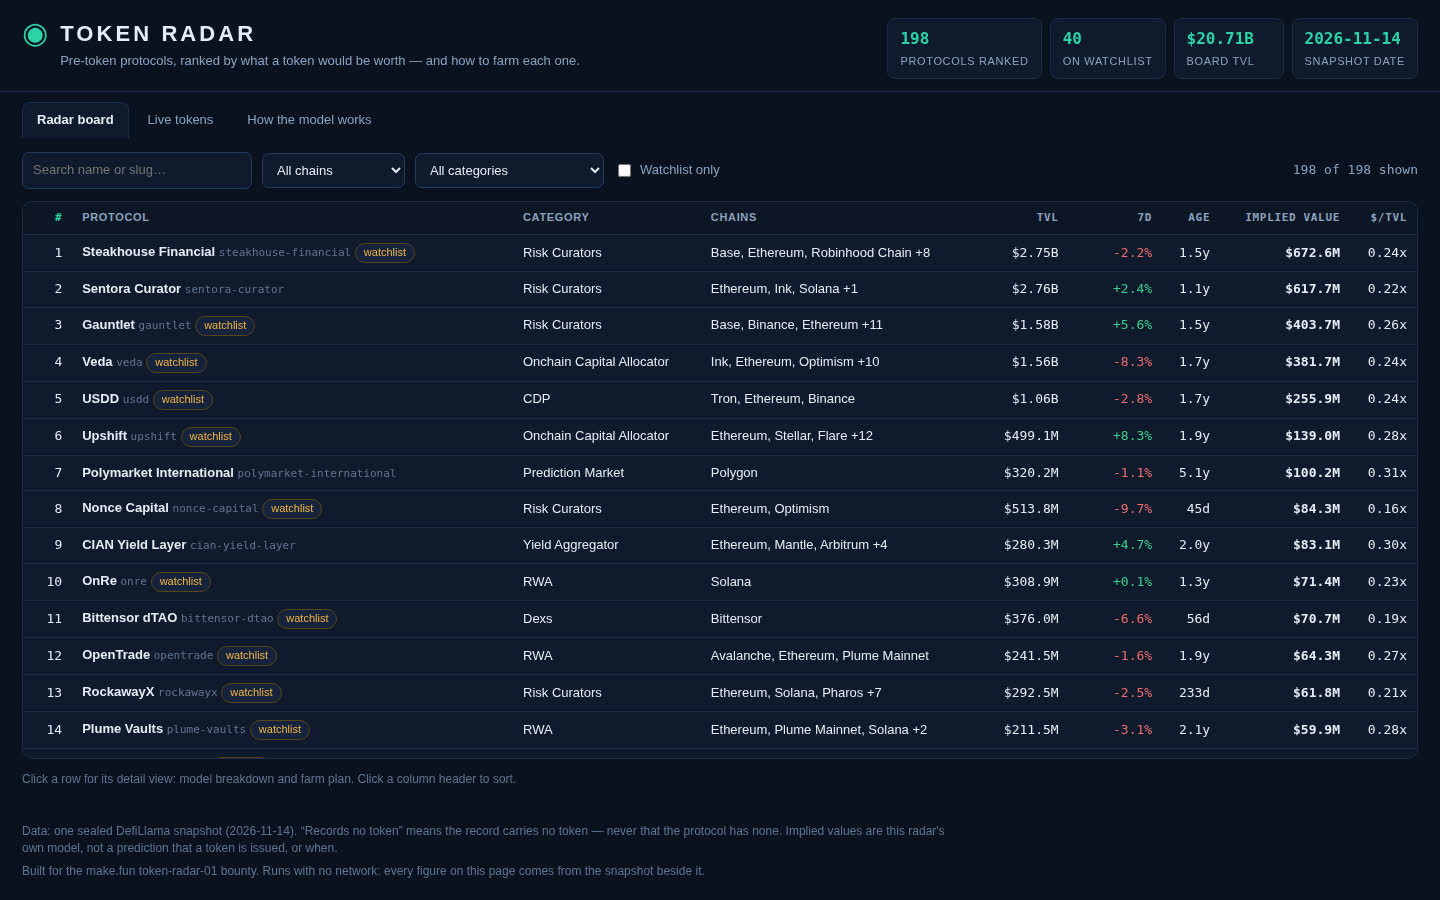 TOKEN RADAR
Pre-token protocols, ranked by what a token would be worth — and how to farm each one.
198
PROTOCOLS RANKED
40
ON WATCHLIST
$20.71B
BOARD TVL
2026-11-14
SNAPSHOT DATE
Radar board Live tokens How the model works
Search name or slug… All chains All categories Watchlist only 198 of 198 shown
# PROTOCOL CATEGORY CHAINS TVL 7D AGE IMPLIED VALUE $/TVL
1 Steakhouse Financial steakhouse-financial watchlist Risk Curators Base, Ethereum, Robinhood Chain +8 $2.75B -2.2% 1.5y $672.6M 0.24x
2 Sentora Curator sentora-curator Risk Curators Ethereum, Ink, Solana +1 $2.76B +2.4% 1.1y $617.7M 0.22x
3 Gauntlet gauntlet watchlist Risk Curators Base, Binance, Ethereum +11 $1.58B +5.6% 1.5y $403.7M 0.26x
4 Veda veda watchlist Onchain Capital Allocator Ink, Ethereum, Optimism +10 $1.56B -8.3% 1.7y $381.7M 0.24x
5 USDD usdd watchlist CDP Tron, Ethereum, Binance $1.06B -2.8% 1.7y $255.9M 0.24x
6 Upshift upshift watchlist Onchain Capital Allocator Ethereum, Stellar, Flare +12 $499.1M +8.3% 1.9y $139.0M 0.28x
7 Polymarket International polymarket-international Prediction Market Polygon $320.2M -1.1% 5.1y $100.2M 0.31x
8 Nonce Capital nonce-capital watchlist Risk Curators Ethereum, Optimism $513.8M -9.7% 45d $84.3M 0.16x
9 CIAN Yield Layer cian-yield-layer Yield Aggregator Ethereum, Mantle, Arbitrum +4 $280.3M +4.7% 2.0y $83.1M 0.30x
10 OnRe onre watchlist RWA Solana $308.9M +0.1% 1.3y $71.4M 0.23x
11 Bittensor dTAO bittensor-dtao watchlist Dexs Bittensor $376.0M -6.6% 56d $70.7M 0.19x
12 OpenTrade opentrade watchlist RWA Avalanche, Ethereum, Plume Mainnet $241.5M -1.6% 1.9y $64.3M 0.27x
13 RockawayX rockawayx watchlist Risk Curators Ethereum, Solana, Pharos +7 $292.5M -2.5% 233d $61.8M 0.21x
14 Plume Vaults plume-vaults watchlist RWA Ethereum, Plume Mainnet, Solana +2 $211.5M -3.1% 2.1y $59.9M 0.28x
Click a row for its detail view: model breakdown and farm plan. Click a column header to sort.
Data: one sealed DefiLlama snapshot (2026-11-14). “Records no token” means the record carries no token — never that the protocol has none. Implied values are this radar's
own model, not a prediction that a token is issued, or when.
Built for the make.fun token-radar-01 bounty. Runs with no network: every figure on this page comes from the snapshot beside it.